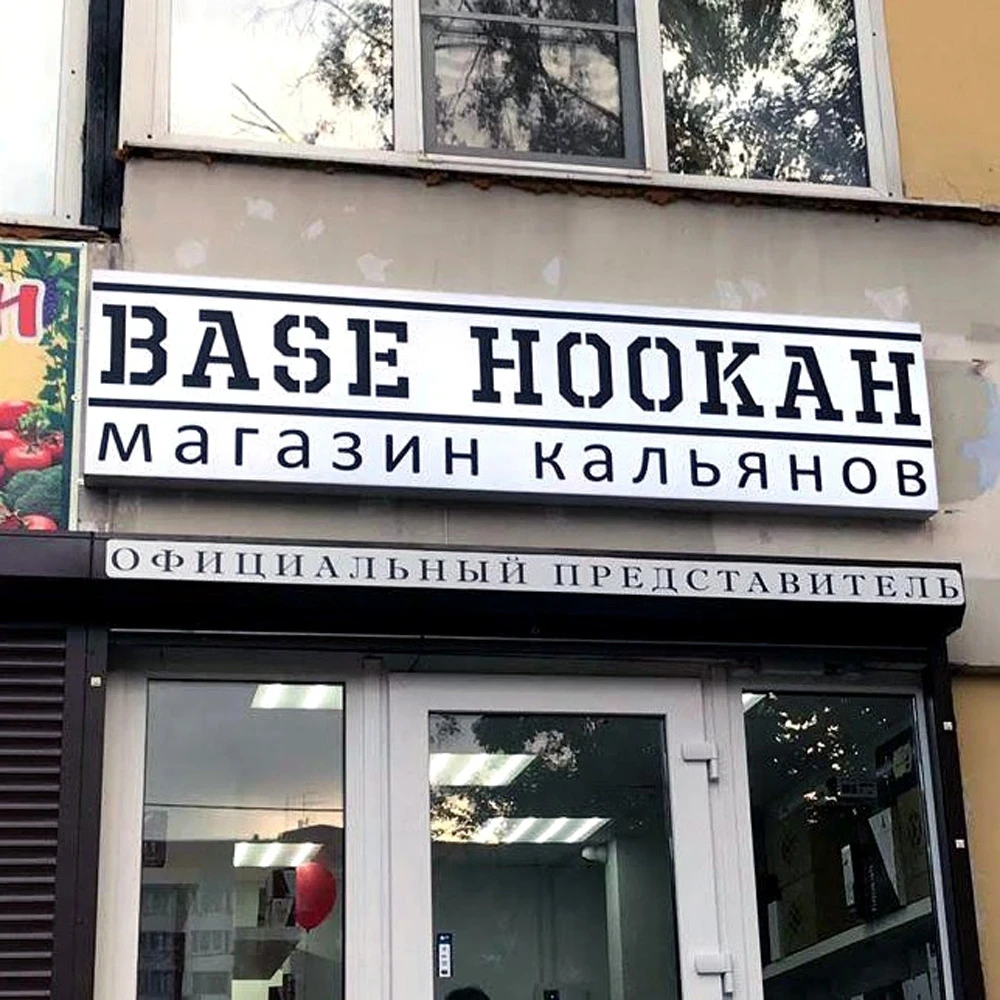 BASE HOOKAH
магазин кальянов
ОФИЦИАЛЬНЫЙ ПРЕДСТАВИТЕЛЬ